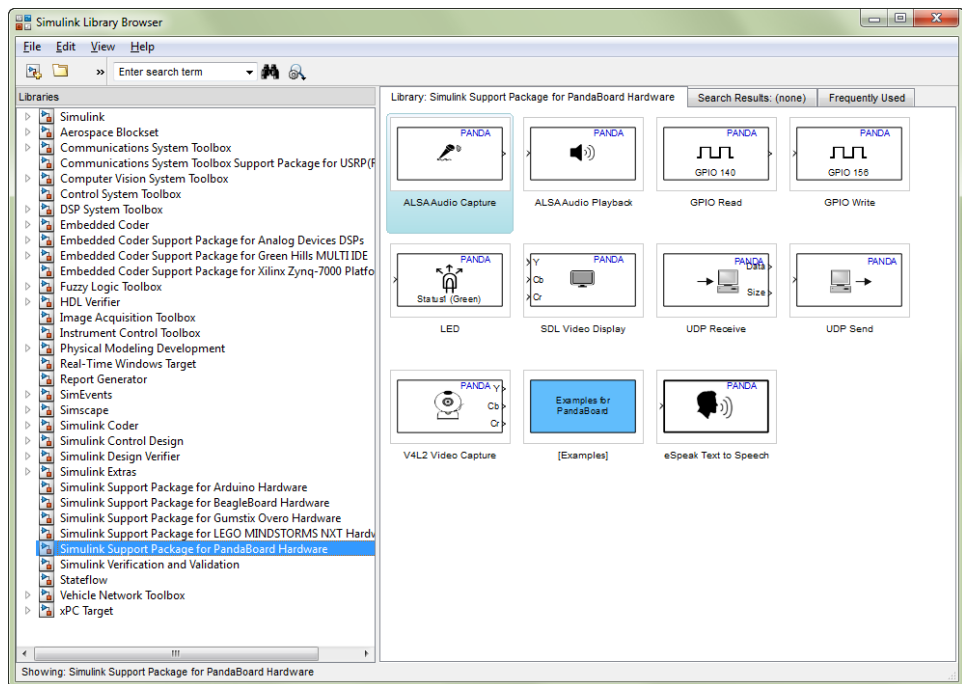 Simulink Library Browser
File Edit View Help
» Enter search term
Libraries
Simulink
Aerospace Blockset
Communications System Toolbox
Communications System Toolbox Support Package for USRP(R
Computer Vision System Toolbox
Control System Toolbox
DSP System Toolbox
Embedded Coder
Embedded Coder Support Package for Analog Devices DSPs
Embedded Coder Support Package for Green Hills MULTI IDE
Embedded Coder Support Package for Xilinx Zynq-7000 Platfo
Fuzzy Logic Toolbox
HDL Verifier
Image Acquisition Toolbox
Instrument Control Toolbox
Physical Modeling Development
Real-Time Windows Target
Report Generator
SimEvents
Simscape
Simulink Coder
Simulink Control Design
Simulink Design Verifier
Simulink Extras
Simulink Support Package for Arduino Hardware
Simulink Support Package for BeagleBoard Hardware
Simulink Support Package for Gumstix Overo Hardware
Simulink Support Package for LEGO MINDSTORMS NXT Hardw
Simulink Support Package for PandaBoard Hardware
Simulink Verification and Validation
Stateflow
Vehicle Network Toolbox
xPC Target
Library: Simulink Support Package for PandaBoard Hardware Search Results: (none) Frequently Used
PANDA PANDA PANDA PANDA
GPIO 140 GPIO 156
ALSA Audio Capture ALSA Audio Playback GPIO Read GPIO Write
PANDA Y PANDA PANDA Data PANDA
Cb
Status1 (Green) Cr Size
LED SDL Video Display UDP Receive UDP Send
PANDA Y PANDA
Cb Examples for
Cr PandaBoard
V4L2 Video Capture [Examples] eSpeak Text to Speech
Showing: Simulink Support Package for PandaBoard Hardware